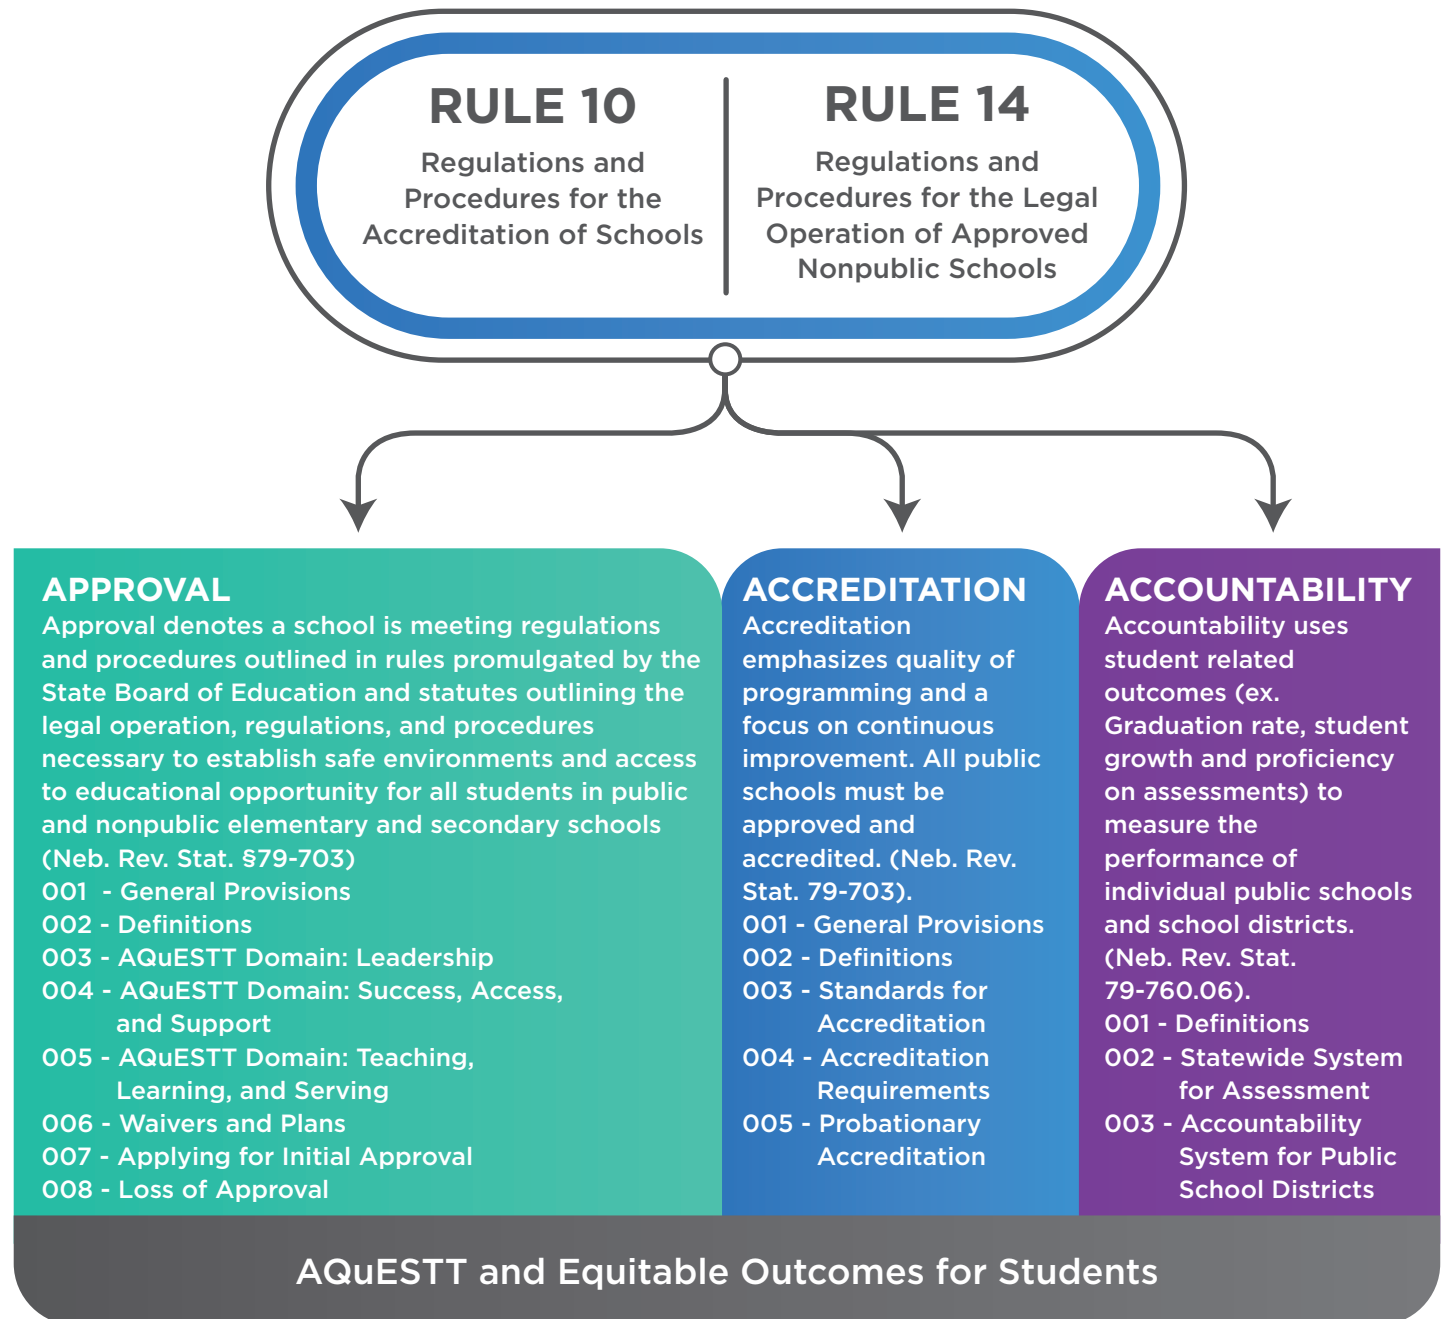 RULE 10
Regulations and
Procedures for the
Accreditation of Schools
RULE 14
Regulations and
Procedures for the Legal
Operation of Approved
Nonpublic Schools
APPROVAL
Approval denotes a school is meeting regulations
and procedures outlined in rules promulgated by the
State Board of Education and statutes outlining the
legal operation, regulations, and procedures
necessary to establish safe environments and access
to educational opportunity for all students in public
and nonpublic elementary and secondary schools
(Neb. Rev. Stat. §79-703)
001 - General Provisions
002 - Definitions
003 - AQuESTT Domain: Leadership
004 - AQuESTT Domain: Success, Access,
and Support
005 - AQuESTT Domain: Teaching,
Learning, and Serving
006 - Waivers and Plans
007 - Applying for Initial Approval
008 - Loss of Approval
ACCREDITATION
Accreditation
emphasizes quality of
programming and a
focus on continuous
improvement. All public
schools must be
approved and
accredited. (Neb. Rev.
Stat. 79-703).
001 - General Provisions
002 - Definitions
003 - Standards for
Accreditation
004 - Accreditation
Requirements
005 - Probationary
Accreditation
ACCOUNTABILITY
Accountability uses
student related
outcomes (ex.
Graduation rate, student
growth and proficiency
on assessments) to
measure the
performance of
individual public schools
and school districts.
(Neb. Rev. Stat.
79-760.06).
001 - Definitions
002 - Statewide System
for Assessment
003 - Accountability
System for Public
School Districts
AQuESTT and Equitable Outcomes for Students